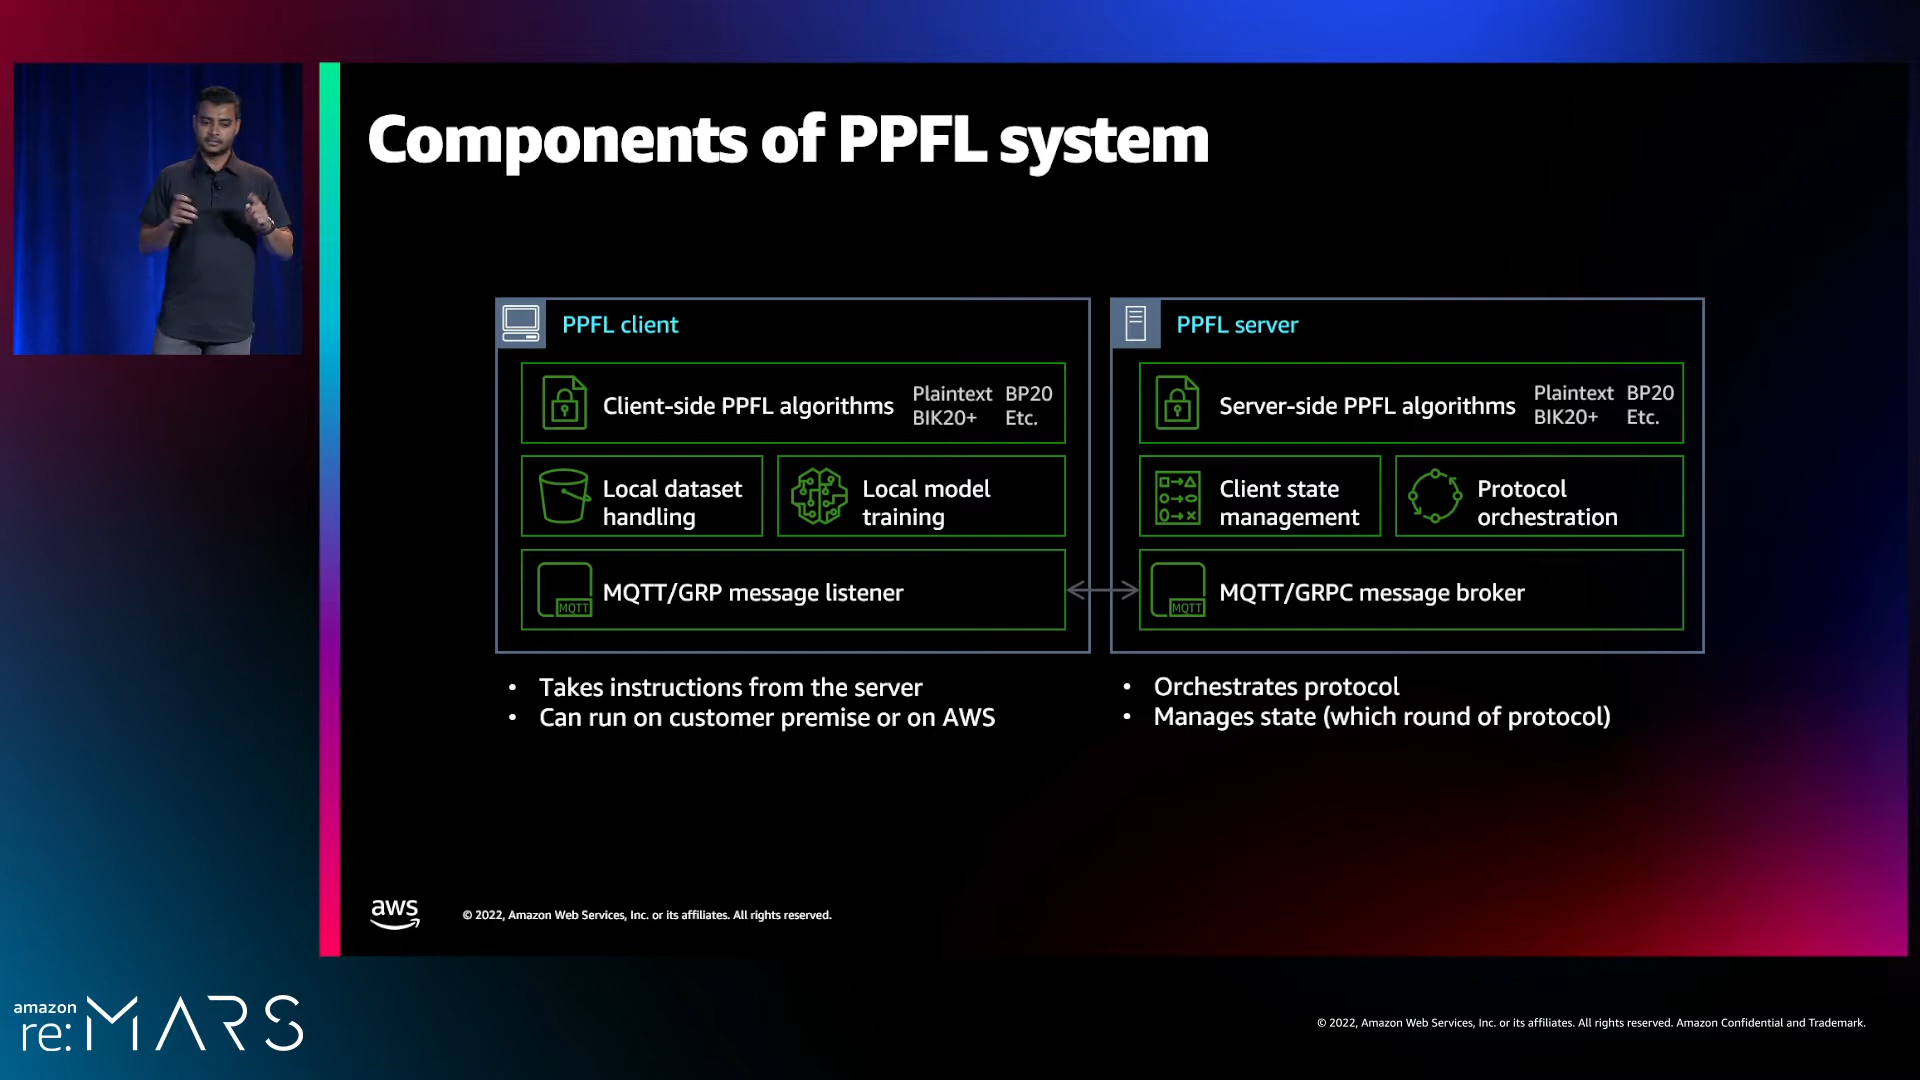 Components of PPFL system
PPFL client
Client-side PPFL algorithms
Plaintext BP20
BIK20+ Etc.
Local dataset
handling
Local model
training
MQTT
MQTT/GRP message listener
Takes instructions from the server
Can run on customer premise or on AWS
PPFL server
Server-side PPFL algorithms
Plaintext BP20
BIK20+ Etc.
Client state
management
Protocol
orchestration
MQTT
MQTT/GRPC message broker
Orchestrates protocol
Manages state (which round of protocol)
aws
© 2022, Amazon Web Services, Inc. or its affiliates. All rights reserved.
amazon
re:MARS
© 2022, Amazon Web Services, Inc. or its affiliates. All rights reserved. Amazon Confidential and Trademark.